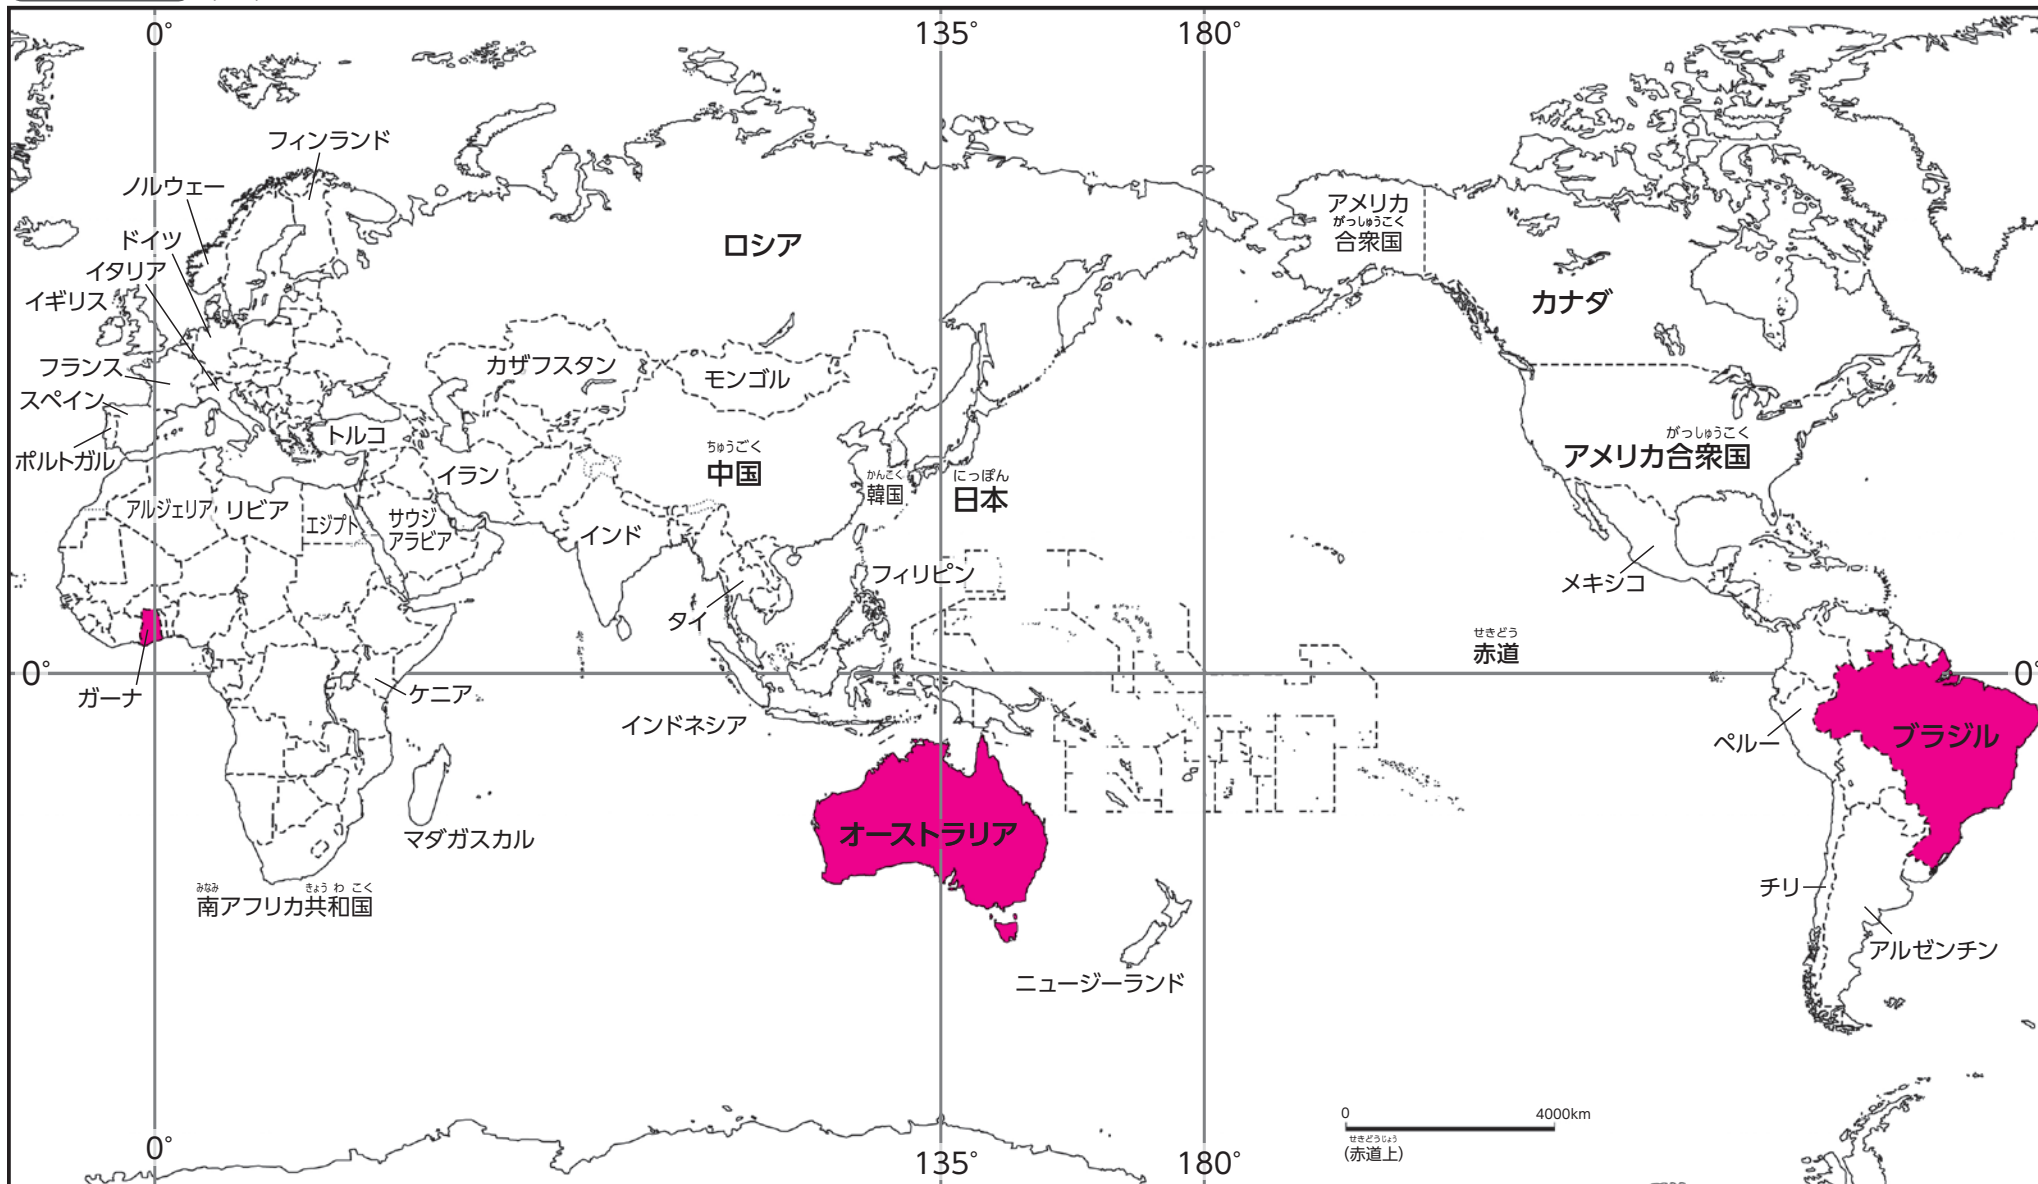 0°
135°
180°
フィンランド
ノルウェー
ドイツ
イタリア
イギリス
フランス
スペイン
ポルトガル
ロシア
アメリカ
がっしゅうこく
合衆国
カナダ
カザフスタン
モンゴル
トルコ
イラン
ちゅうごく
中国
かんこく
韓国
にっぽん
日本
がっしゅうこく
アメリカ合衆国
アルジェリア
リビア
エジプト
サウジ
アラビア
インド
フィリピン
タイ
メキシコ
せきどう
赤道
0°
0°
ガーナ
ケニア
インドネシア
ペルー
ブラジル
オーストラリア
マダガスカル
みなみ きょう わ こく
南アフリカ共和国
チリ
アルゼンチン
ニュージーランド
0 4000km
せきどうじょう
(赤道上)
0°
135°
180°